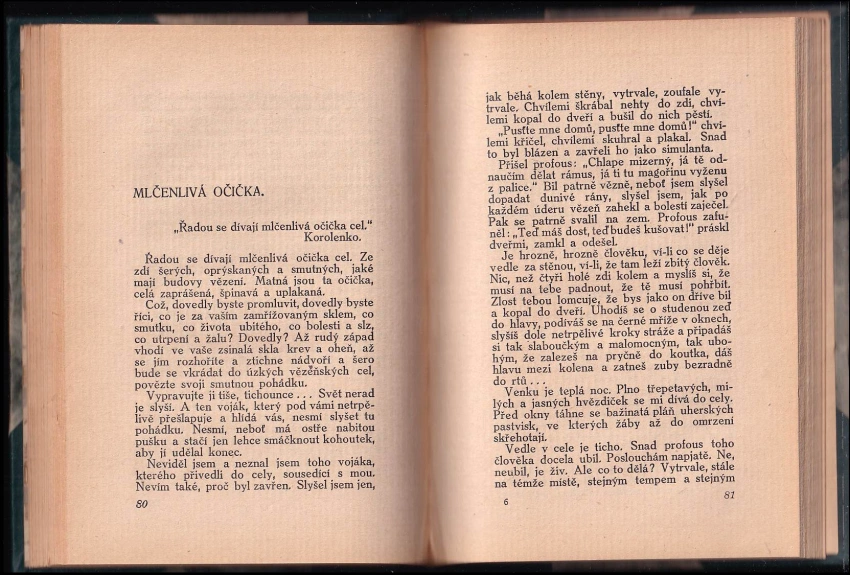 MLČENLIVÁ OČIČKA.
„Řadou se dívají mlčenlivá očička cel.“
Korolenko.
Řadou se dívají mlčenlivá očička cel. Ze
zdí šerých, oprýskaných a smutných, jaké
mají budovy vězení. Matná jsou ta očička,
celá zaprášená, špinavá a uplakaná.
Což, dovedly byste promluvit, dovedly byste
říci, co je za vaším zamřížovaným sklem, co
smutku, co života ubitého, co bolesti a slz,
co utrpení a žalu? Dovedly? Až rudý západ
vhodí ve vaše zsinalá skla krev a oheň, až
se jím rozhoříte a ztichne nádvoří a šero
bude se vkrádat do úzkých vězeňských cel,
povězte svoji smutnou pohádku.
Vypravujte ji tiše, tichounce... Svět nerad
je slyší. A ten voják, který pod vámi netrpě-
livě přešlapuje a hlídá vás, nesmí slyšet tu
pohádku. Nesmí, neboť má ostře nabitou
pušku a stačí jen lehce smáčknout kohoutek,
aby jí udělal konec.
Neviděl jsem a neznal jsem toho vojáka,
kterého přivedli do cely, sousedící s mou.
Nevím také, proč byl zavřen. Slyšel jsem jen,
80
jak běhá kolem stěny, vytrvale, zoufale vy-
trvale. Chvílemi škrábal nehty do zdi, chví-
lemi kopal do dveří a bušil do nich pěstí.
„Pusťte mne domů, pusťte mne domů!“ chví-
lemi křičel, chvílemi skuhral a plakal. Snad
to byl blázen a zavřeli ho jako simulanta.
Přišel profous: „Chlape mizerný, já tě od-
naučím dělat rámus, já ti tu magořinu vyženu
z palice.“ Bil patrně vězně, neboť jsem slyšel
dopadat dunivé rány, slyšel jsem, jak po
každém úderu vězeň zahekl a bolestí zaječel.
Pak se patrně svalil na zem. Profous zafu-
něl: „Teď máš dost, teď budeš kušovat!“ práskl
dveřmi, zamkl a odešel.
Je hrozně, hrozně člověku, ví-li co se děje
vedle za stěnou, ví-li, že tam leží zbitý člověk.
Nic, než čtyři holé zdi kolem a myslíš si, že
musí na tebe padnout, že tě musí pohřbít.
Zlost tebou lomcuje, že bys jako on dříve bil
a kopal do dveří. Uhodíš se o studenou zeď
do hlavy, podíváš se na černé mříže v oknech,
slyšíš dole netrpělivé kroky stráže a připadáš
si tak slaboučkým a malomocným, tak ubo-
hým, že zalezeš na pryčně do koutka, dáš
hlavu mezi kolena a zatneš zuby bezradně
do rtů...
Venku je teplá noc. Plno třepetavých, mi-
lých a jasných hvězdiček se mi dívá do cely.
Před okny táhne se bažinatá pláň uherských
pastvisk, ve kterých žáby až do omrzení
skřehotají.
Vedle v cele je ticho. Snad profous toho
člověka docela ubil. Poslouchám napjatě. Ne,
neubil, je živ. Ale co to dělá? Vytrvale, stále
na témže místě, stejným tempem a stejným
6
81